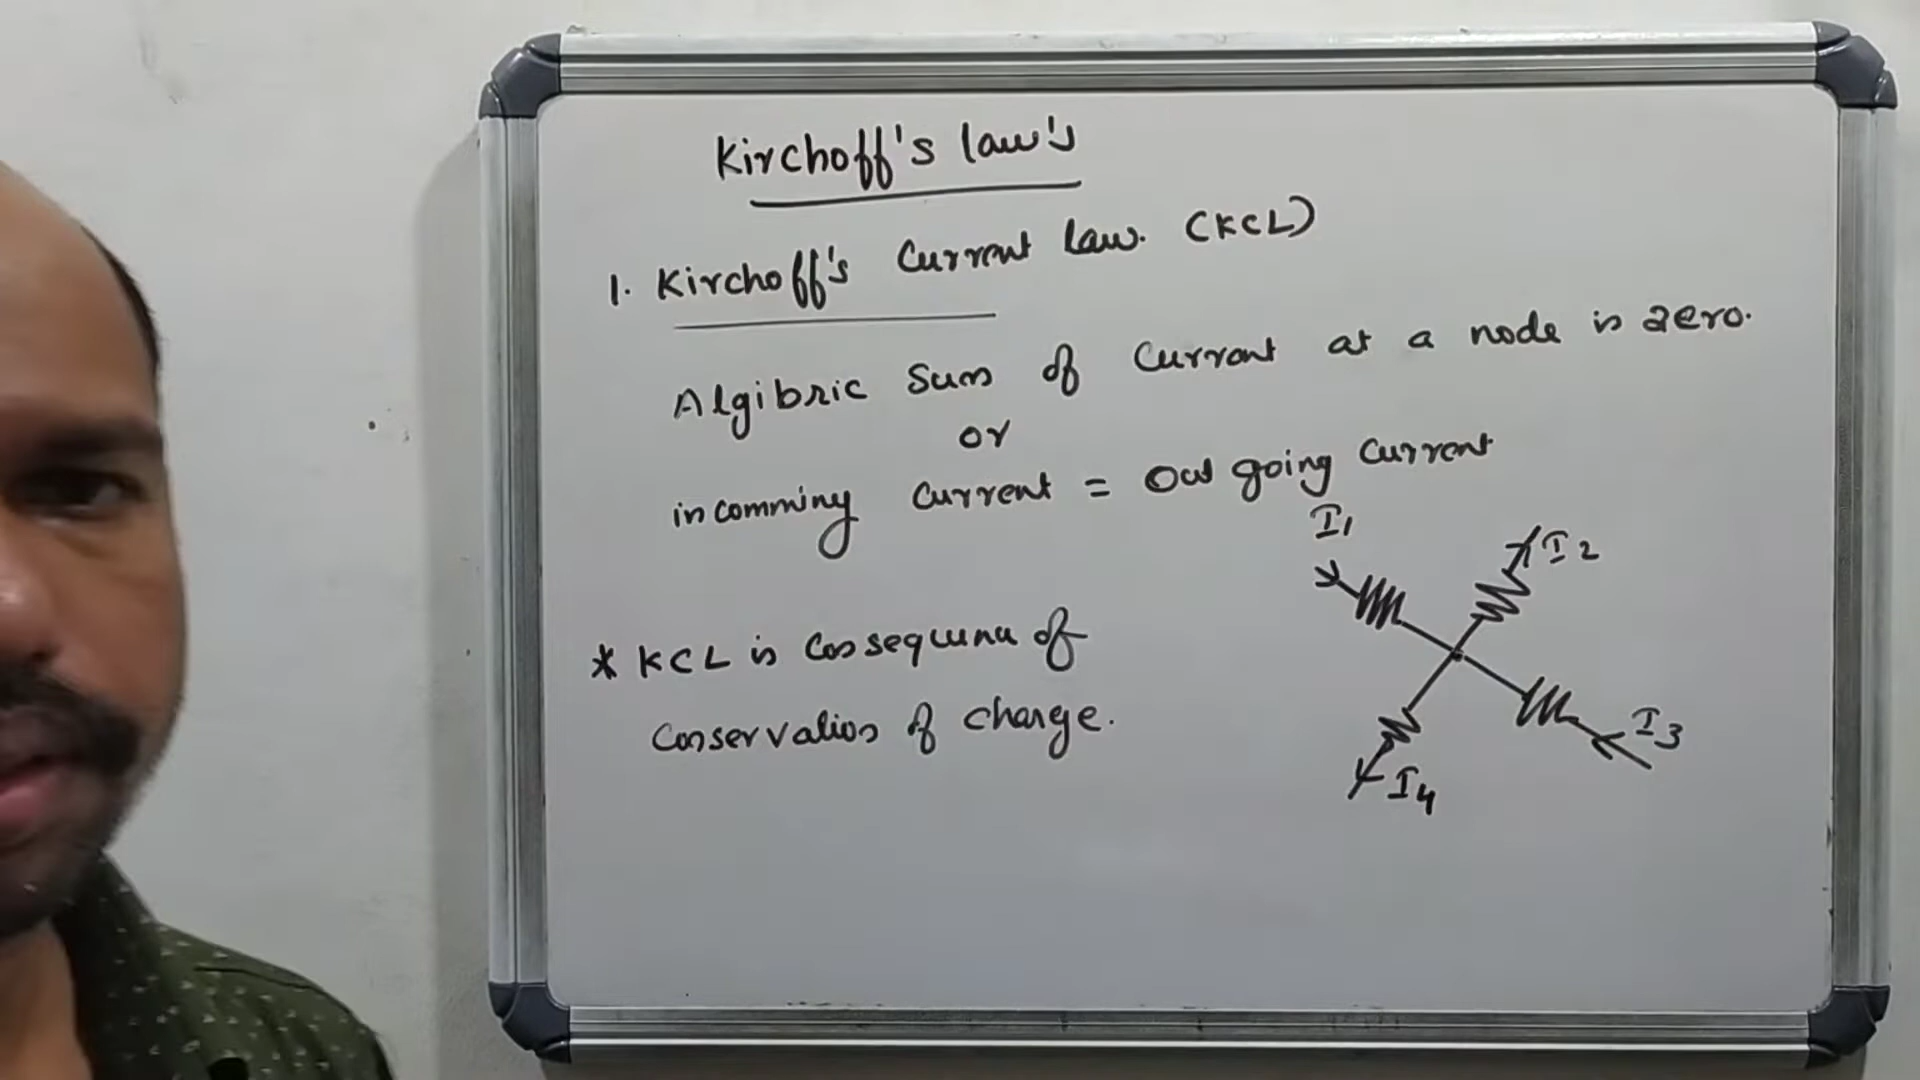 Kirchoff's law's
1. Kirchoff's Current law. (KCL)
Algibric Sum of Current at a node is zero.
or
incomming Current = Out going Current
I1
I2
* KCL is Consequence of
Conservation of charge.
I3
I4